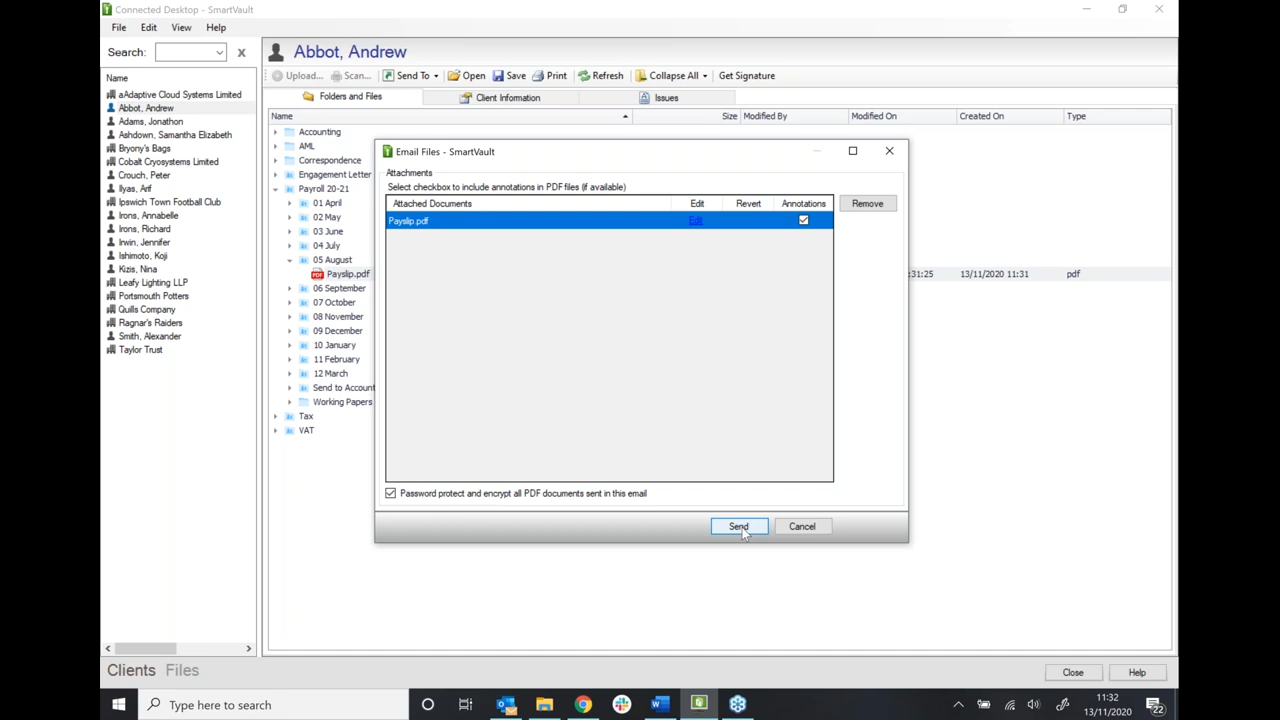 Connected Desktop - SmartVault
File Edit View Help
Search: x
Name
aAdaptive Cloud Systems Limited
Abbot, Andrew
Adams, Jonathon
Ashdown, Samantha Elizabeth
Bryony's Bags
Cobalt Cryosystems Limited
Crouch, Peter
Ilyas, Arif
Ipswich Town Football Club
Irons, Annabelle
Irons, Richard
Irwin, Jennifer
Ishimoto, Koji
Kizis, Nina
Leafy Lighting LLP
Portsmouth Potters
Quills Company
Ragnar's Raiders
Smith, Alexander
Taylor Trust
Clients Files
Abbot, Andrew
Upload... Scan... Send To Open Save Print Refresh Collapse All Get Signature
Folders and Files Client Information Issues
Name Size Modified By Modified On Created On Type
Accounting
AML
Correspondence
Engagement Letter
Payroll 20-21
01 April
02 May
03 June
04 July
05 August
Payslip.pdf :31:25 13/11/2020 11:31 pdf
06 September
07 October
08 November
09 December
10 January
11 February
12 March
Send to Account
Working Papers
Tax
VAT
Email Files - SmartVault
Attachments
Select checkbox to include annotations in PDF files (if available)
Attached Documents Edit Revert Annotations
Payslip.pdf Edit
Remove
Password protect and encrypt all PDF documents sent in this email
Send Cancel
Close Help
Type here to search
11:32
13/11/2020
22